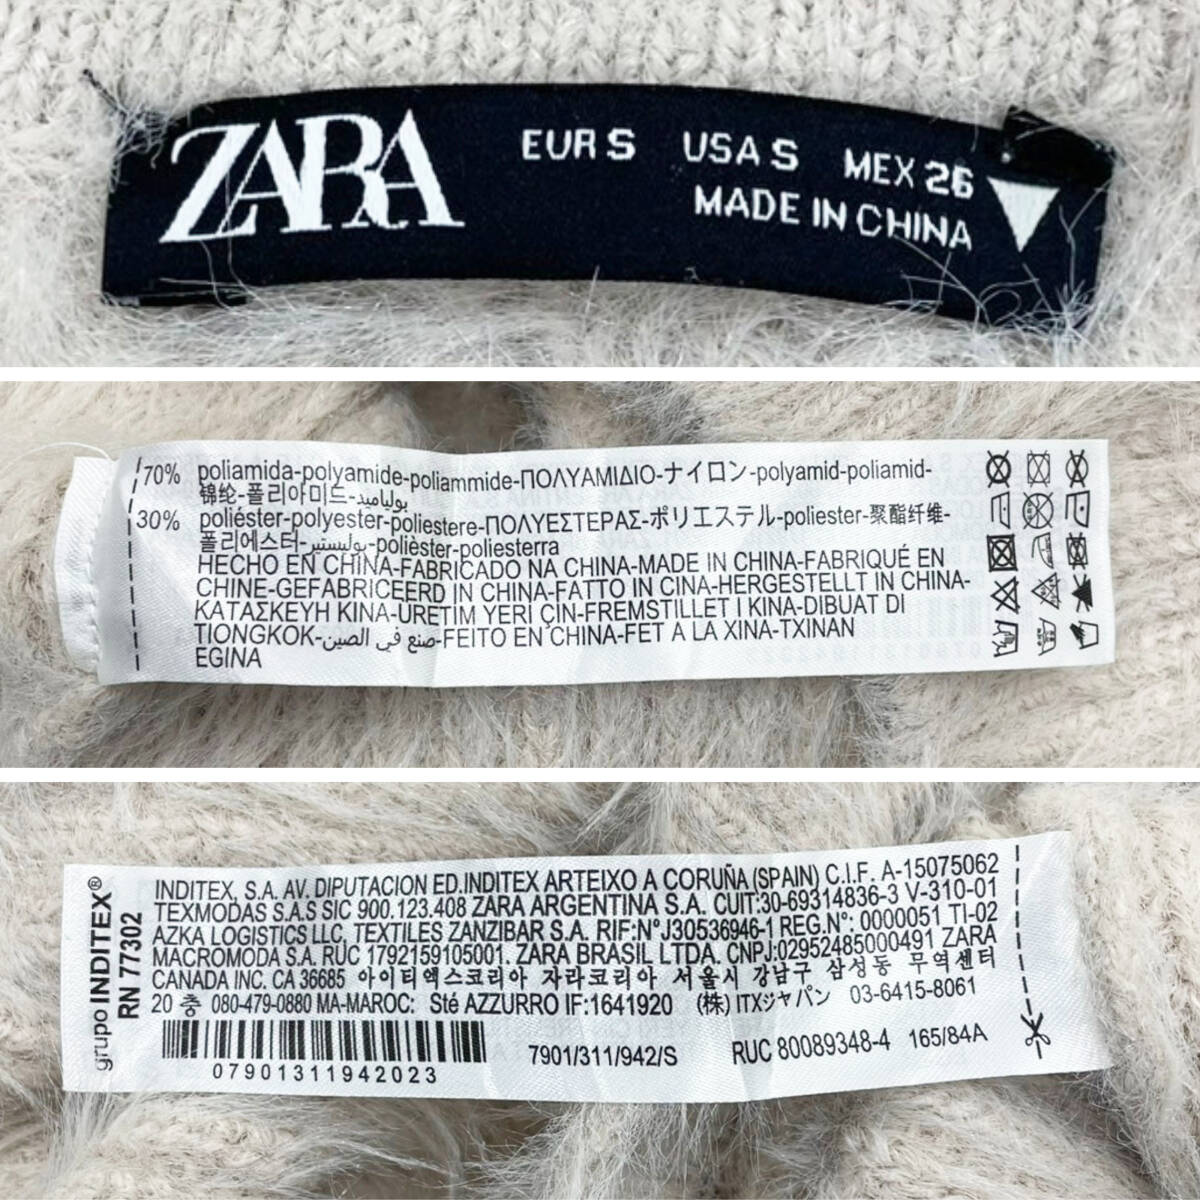 ZARA
EUR S USA S MEX 26
MADE IN CHINA
70% poliamida-polyamide-poliammide-ΠΟΛΥΑΜΙΔΙΟ-ナイロン-polyamid-poliamid-
锦纶-폴리아미드-بولياميد
30% poliéster-polyester-poliestere-ΠΟΛΥΕΣΤΕΡΑΣ-ポリエステル-poliester-聚酯纤维-
폴리에스터-بوليستير-polièster-poliesterra
HECHO EN CHINA-FABRICADO NA CHINA-MADE IN CHINA-FABRIQUÉ EN
CHINE-GEFABRICEERD IN CHINA-FATTO IN CINA-HERGESTELLT IN CHINA-
ΚΑΤΑΣΚΕΥΗ ΚΙΝΑ-URETIM YERI ÇIN-FREMSTILLET I KINA-DIBUAT DI
TIONGKOK-صنع في الصين-FEITO EN CHINA-FET A LA XINA-TXINAN
EGINA
grupo INDITEX®
RN 77302
INDITEX, S.A. AV. DIPUTACION ED.INDITEX ARTEIXO A CORUÑA (SPAIN) C.I.F. A-15075062
TEXMODAS S.A.S SIC 900.123.408 ZARA ARGENTINA S.A. CUIT:30-69314836-3 V-310-01
AZKA LOGISTICS LLC, TEXTILES ZANZIBAR S.A. RIF:NºJ30536946-1 REG.Nº: 0000051 TI-02
MACROMODA S.A. RUC 1792159105001. ZARA BRASIL LTDA. CNPJ:02952485000491 ZARA
CANADA INC. CA 36685 아이티엑스코리아 자라코리아 서울시 강남구 삼성동 무역센터
20 층 080-479-0880 MA-MAROC: Sté AZZURRO IF:1641920 (株) ITXジャパン 03-6415-8061
7901/311/942/S RUC 80089348-4 165/84A
07901311942023